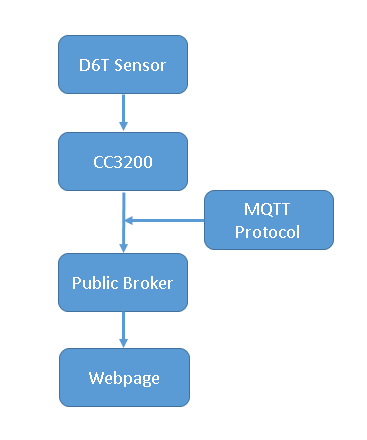 D6T Sensor
CC3200
MQTT
Protocol
Public Broker
Webpage